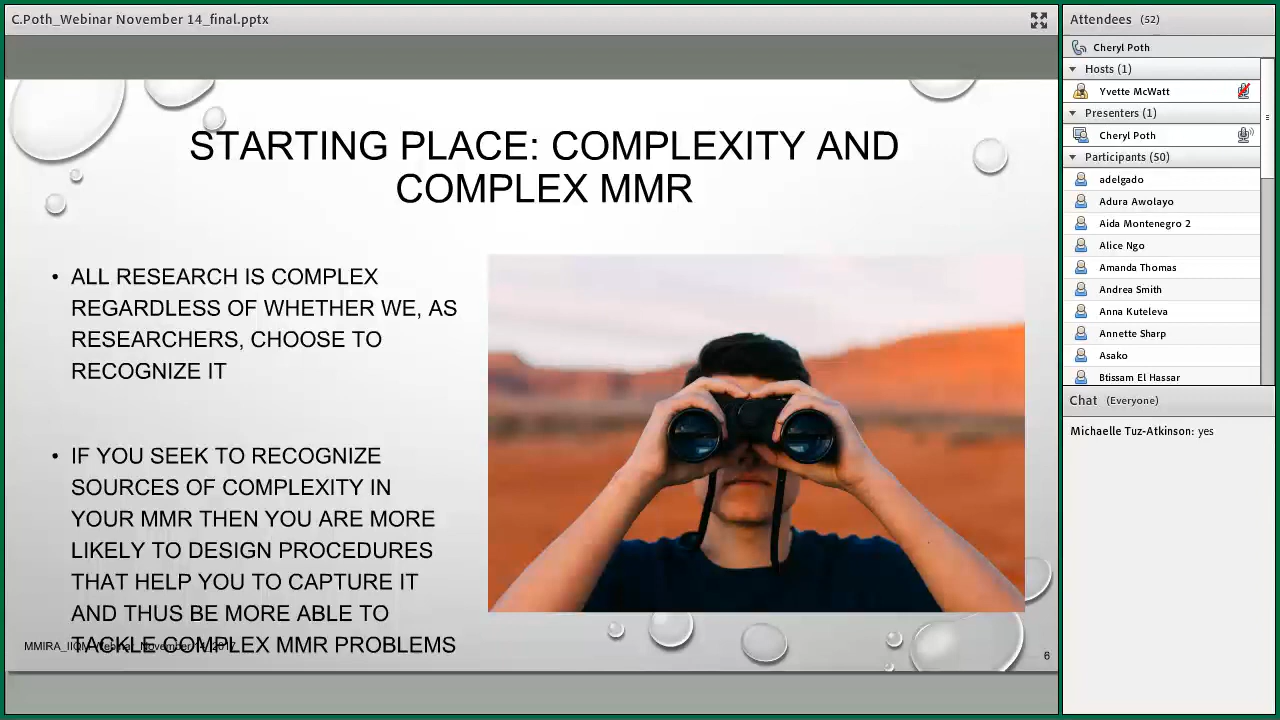 C.Poth_Webinar November 14_final.pptx
STARTING PLACE: COMPLEXITY AND
COMPLEX MMR
• ALL RESEARCH IS COMPLEX
REGARDLESS OF WHETHER WE, AS
RESEARCHERS, CHOOSE TO
RECOGNIZE IT
• IF YOU SEEK TO RECOGNIZE
SOURCES OF COMPLEXITY IN
YOUR MMR THEN YOU ARE MORE
LIKELY TO DESIGN PROCEDURES
THAT HELP YOU TO CAPTURE IT
AND THUS BE MORE ABLE TO
TACKLE COMPLEX MMR PROBLEMS
MMIRA_IIQM Webinar_November 14, 2017
6
Attendees (52)
Cheryl Poth
Hosts (1)
Yvette McWatt
Presenters (1)
Cheryl Poth
Participants (50)
adelgado
Adura Awolayo
Aida Montenegro 2
Alice Ngo
Amanda Thomas
Andrea Smith
Anna Kuteleva
Annette Sharp
Asako
Btissam El Hassar
Chat (Everyone)
Michaelle Tuz-Atkinson: yes